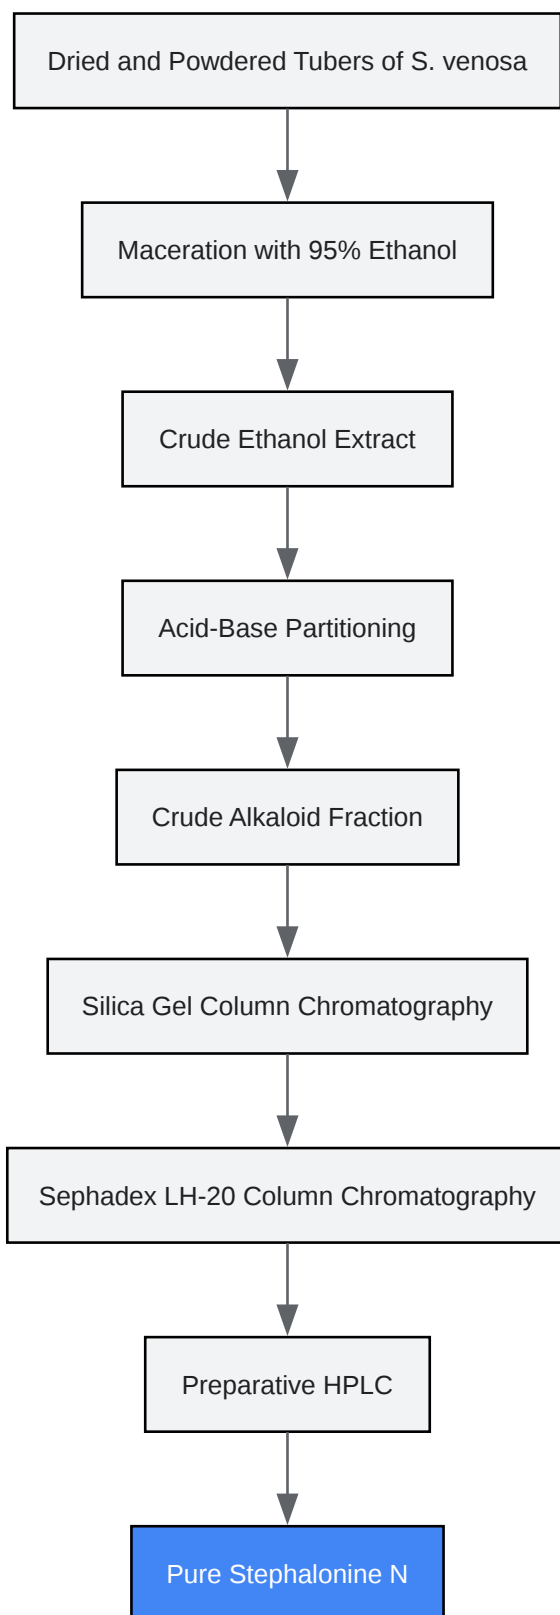 Dried and Powdered Tubers of S. venosa
Maceration with 95% Ethanol
Crude Ethanol Extract
Acid-Base Partitioning
Crude Alkaloid Fraction
Silica Gel Column Chromatography
Sephadex LH-20 Column Chromatography
Preparative HPLC
Pure Stephalonine N